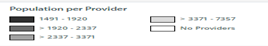 Population per Provider
1491 - 1920
= 3371 - 7357
= 1920 - 2337
No Providers
= 2337 - 3371